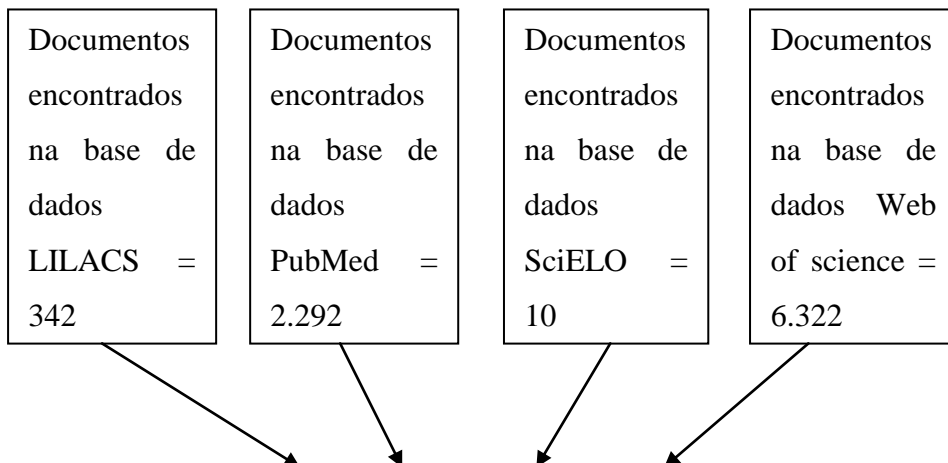 Documentos
encontrados
na base de
dados
LILACS =
342
Documentos
encontrados
na base de
dados
PubMed =
2.292
Documentos
encontrados
na base de
dados
SciELO =
10
Documentos
encontrados
na base de
dados Web
of science =
6.322